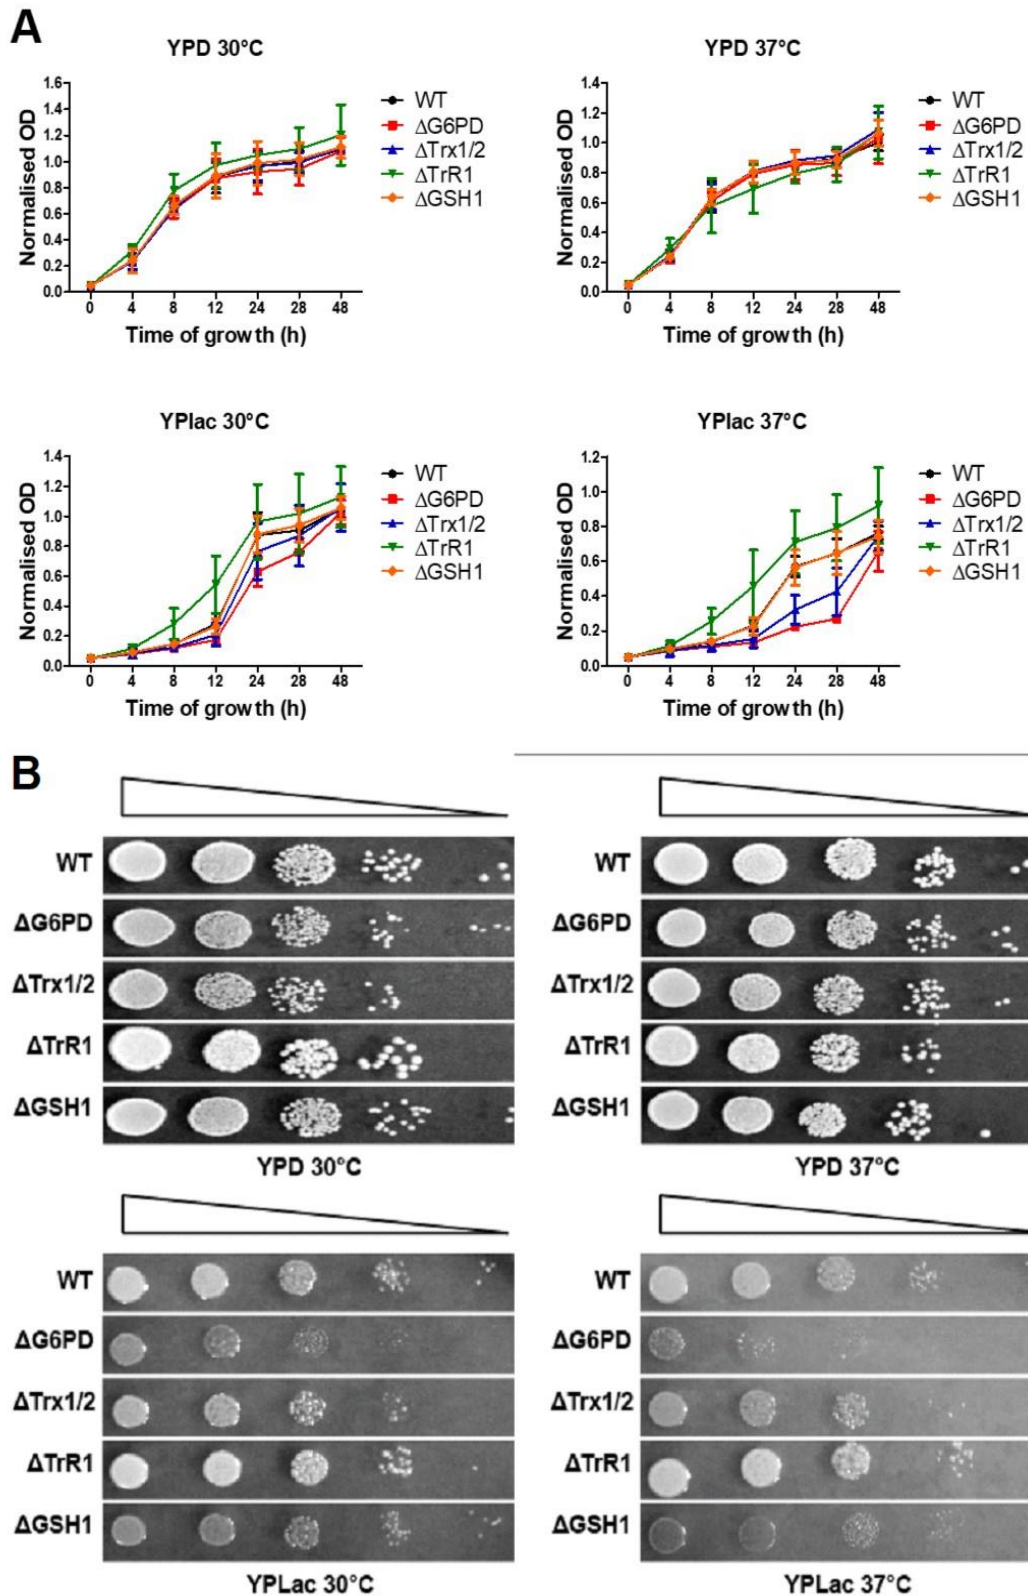 A
YPD 30°C
1.6
1.4
1.2
1.0
0.8
0.6
0.4
0.2
0.0
Normalised OD
0 4 8 12 24 28 48
Time of growth (h)
WT
ΔG6PD
ΔTrx1/2
ΔTrR1
ΔGSH1
YPD 37°C
1.4
1.2
1.0
0.8
0.6
0.4
0.2
0.0
Normalised OD
0 4 8 12 24 28 48
Time of growth (h)
WT
ΔG6PD
ΔTrx1/2
ΔTrR1
ΔGSH1
YPlac 30°C
1.4
1.2
1.0
0.8
0.6
0.4
0.2
0.0
Normalised OD
0 4 8 12 24 28 48
Time of growth (h)
WT
ΔG6PD
ΔTrx1/2
ΔTrR1
ΔGSH1
YPlac 37°C
1.2
1.0
0.8
0.6
0.4
0.2
0.0
Normalised OD
0 4 8 12 24 28 48
Time of growth (h)
WT
ΔG6PD
ΔTrx1/2
ΔTrR1
ΔGSH1
B
WT
ΔG6PD
ΔTrx1/2
ΔTrR1
ΔGSH1
YPD 30°C
WT
ΔG6PD
ΔTrx1/2
ΔTrR1
ΔGSH1
YPD 37°C
WT
ΔG6PD
ΔTrx1/2
ΔTrR1
ΔGSH1
YPLac 30°C
WT
ΔG6PD
ΔTrx1/2
ΔTrR1
ΔGSH1
YPLac 37°C